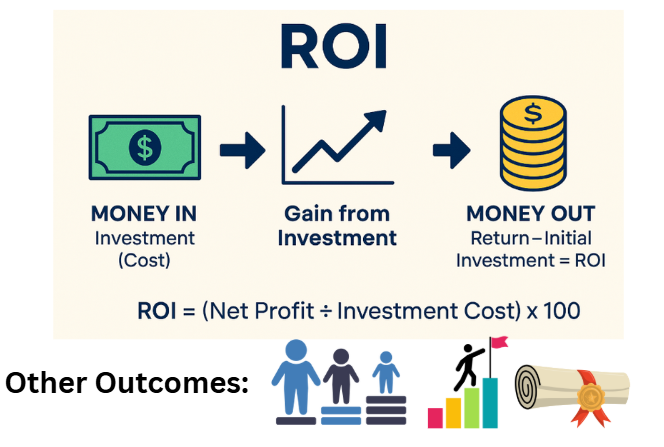 ROI
$
$
MONEY IN
Investment
(Cost)
Gain from
Investment
MONEY OUT
Return–Initial
Investment = ROI
ROI = (Net Profit ÷ Investment Cost) x 100
Other Outcomes: